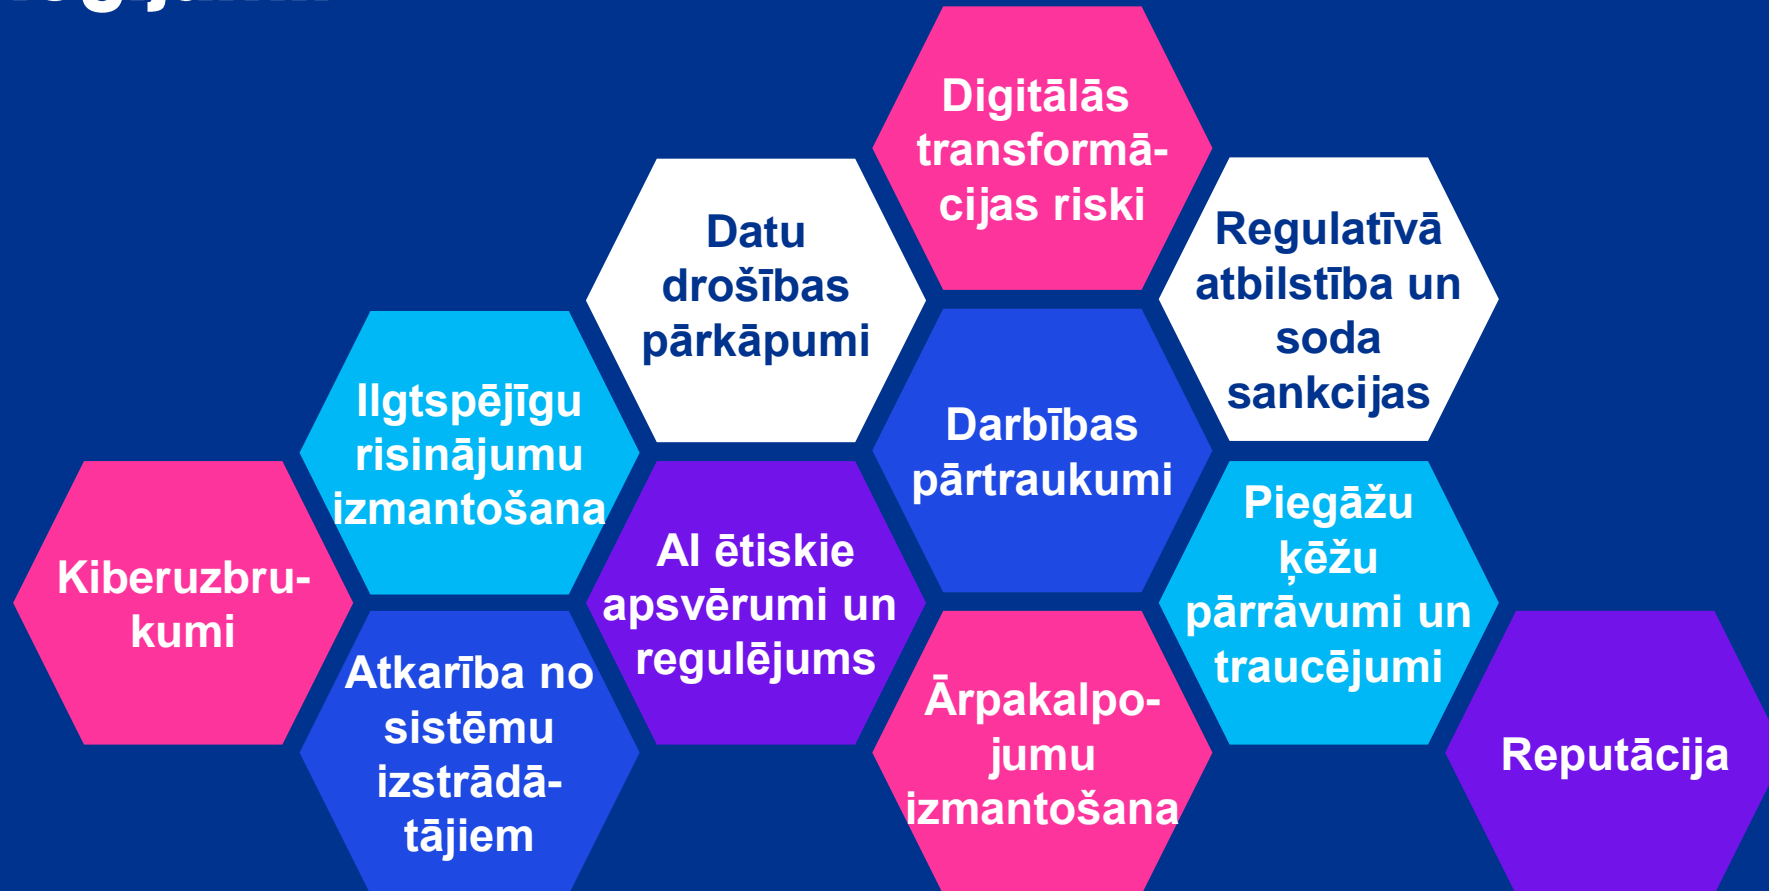 Digitālās
transformā-
cijas riski
Datu
drošības
pārkāpumi
Regulatīvā
atbilstība un
soda
sankcijas
Ilgtspējīgu
risinājumu
izmantošana
Darbības
pārtraukumi
Kiberuzbru-
kumi
AI ētiskie
apsvērumi un
regulējums
Piegāžu
ķēžu
pārrāvumi un
traucējumi
Atkarība no
sistēmu
izstrādā-
tājiem
Ārpakalpo-
jumu
izmantošana
Reputācija